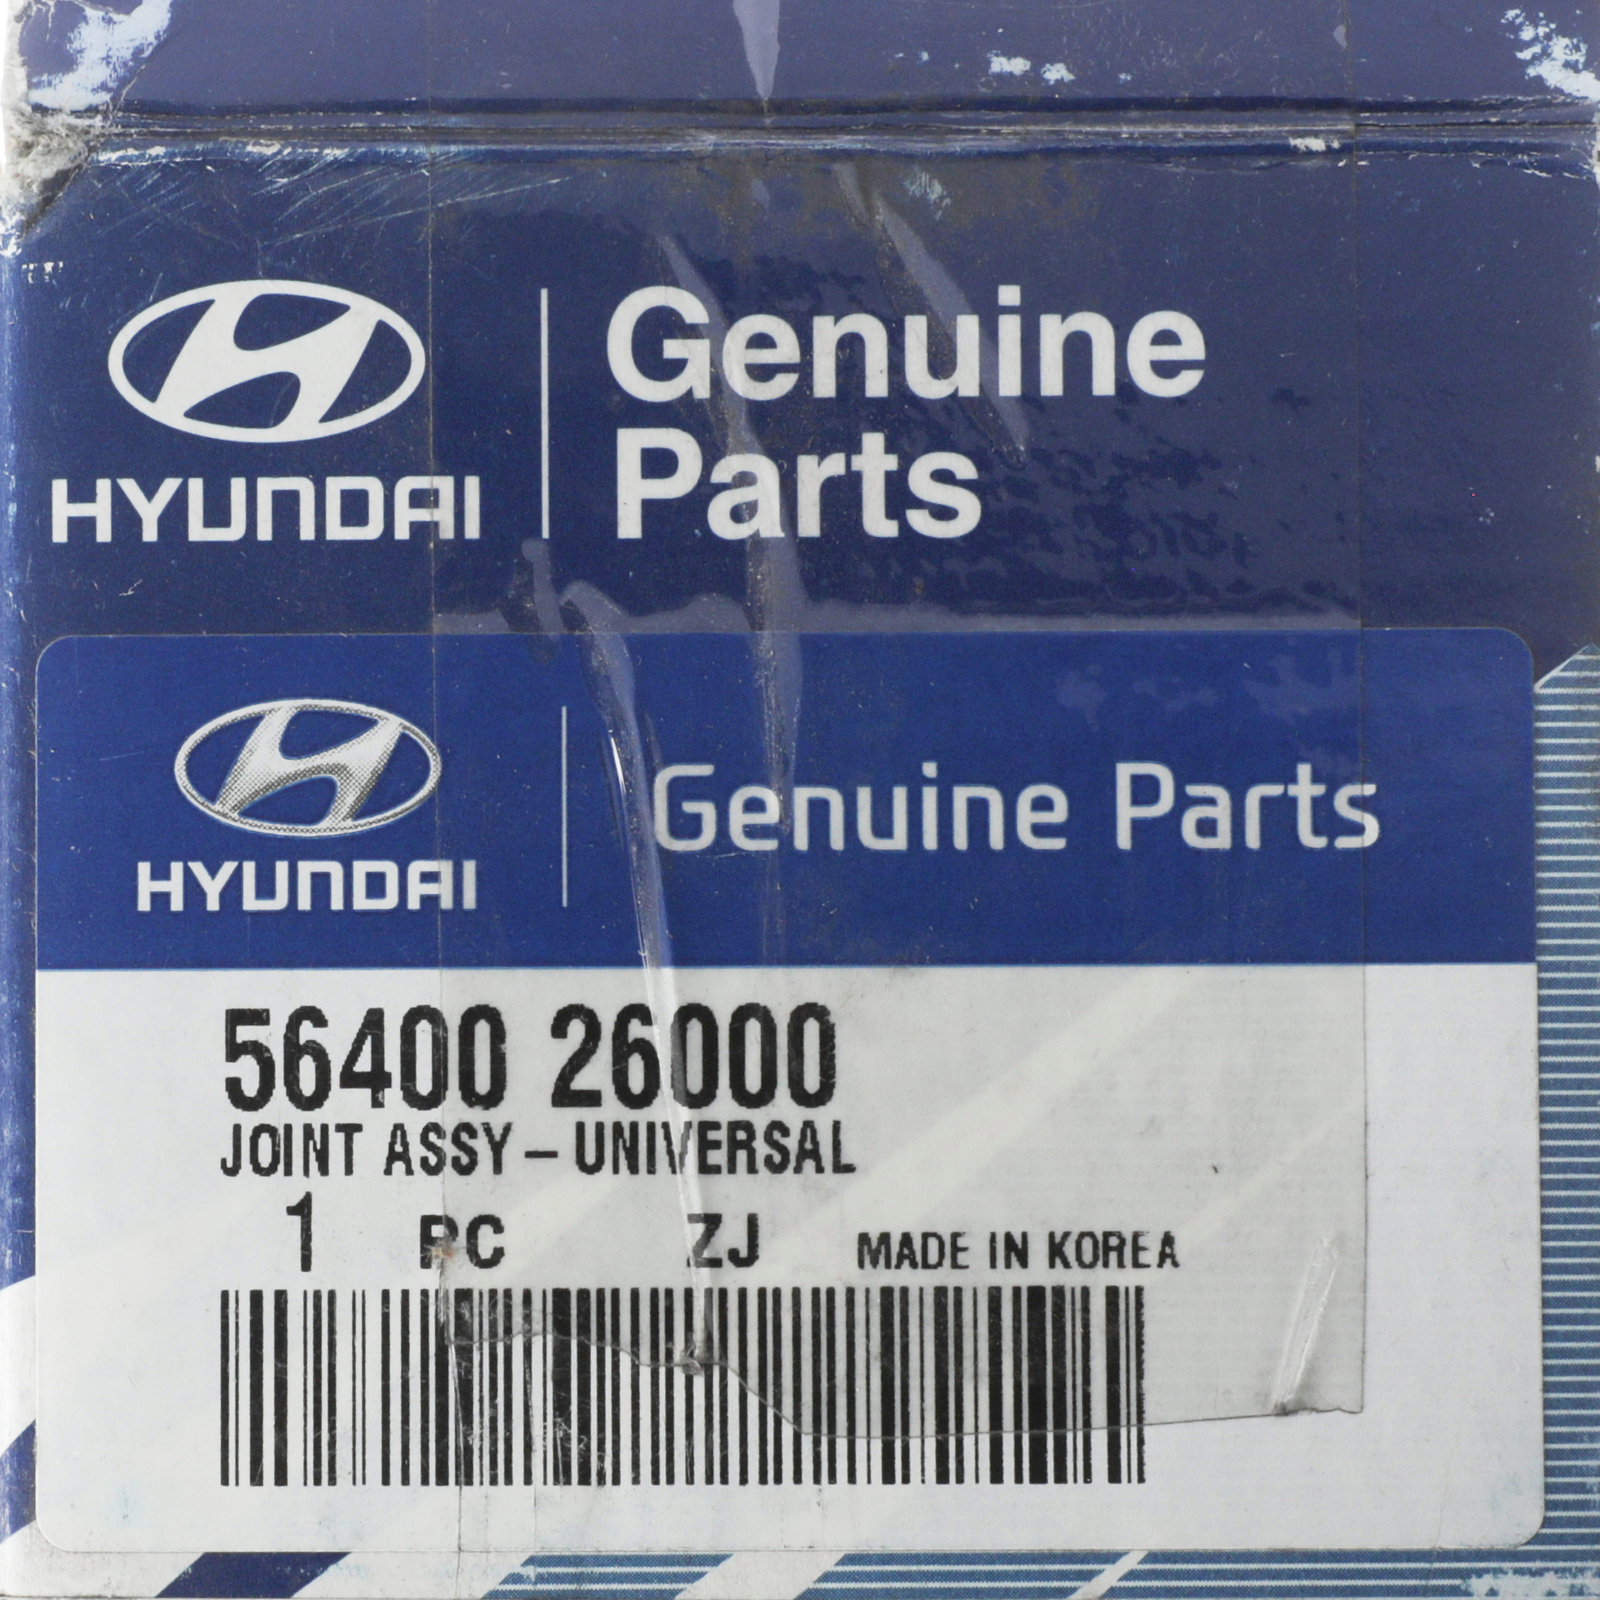 HYUNDAI
Genuine
Parts
HYUNDAI
Genuine Parts
56400 26000
JOINT ASSY - UNIVERSAL
1 PC ZJ MADE IN KOREA